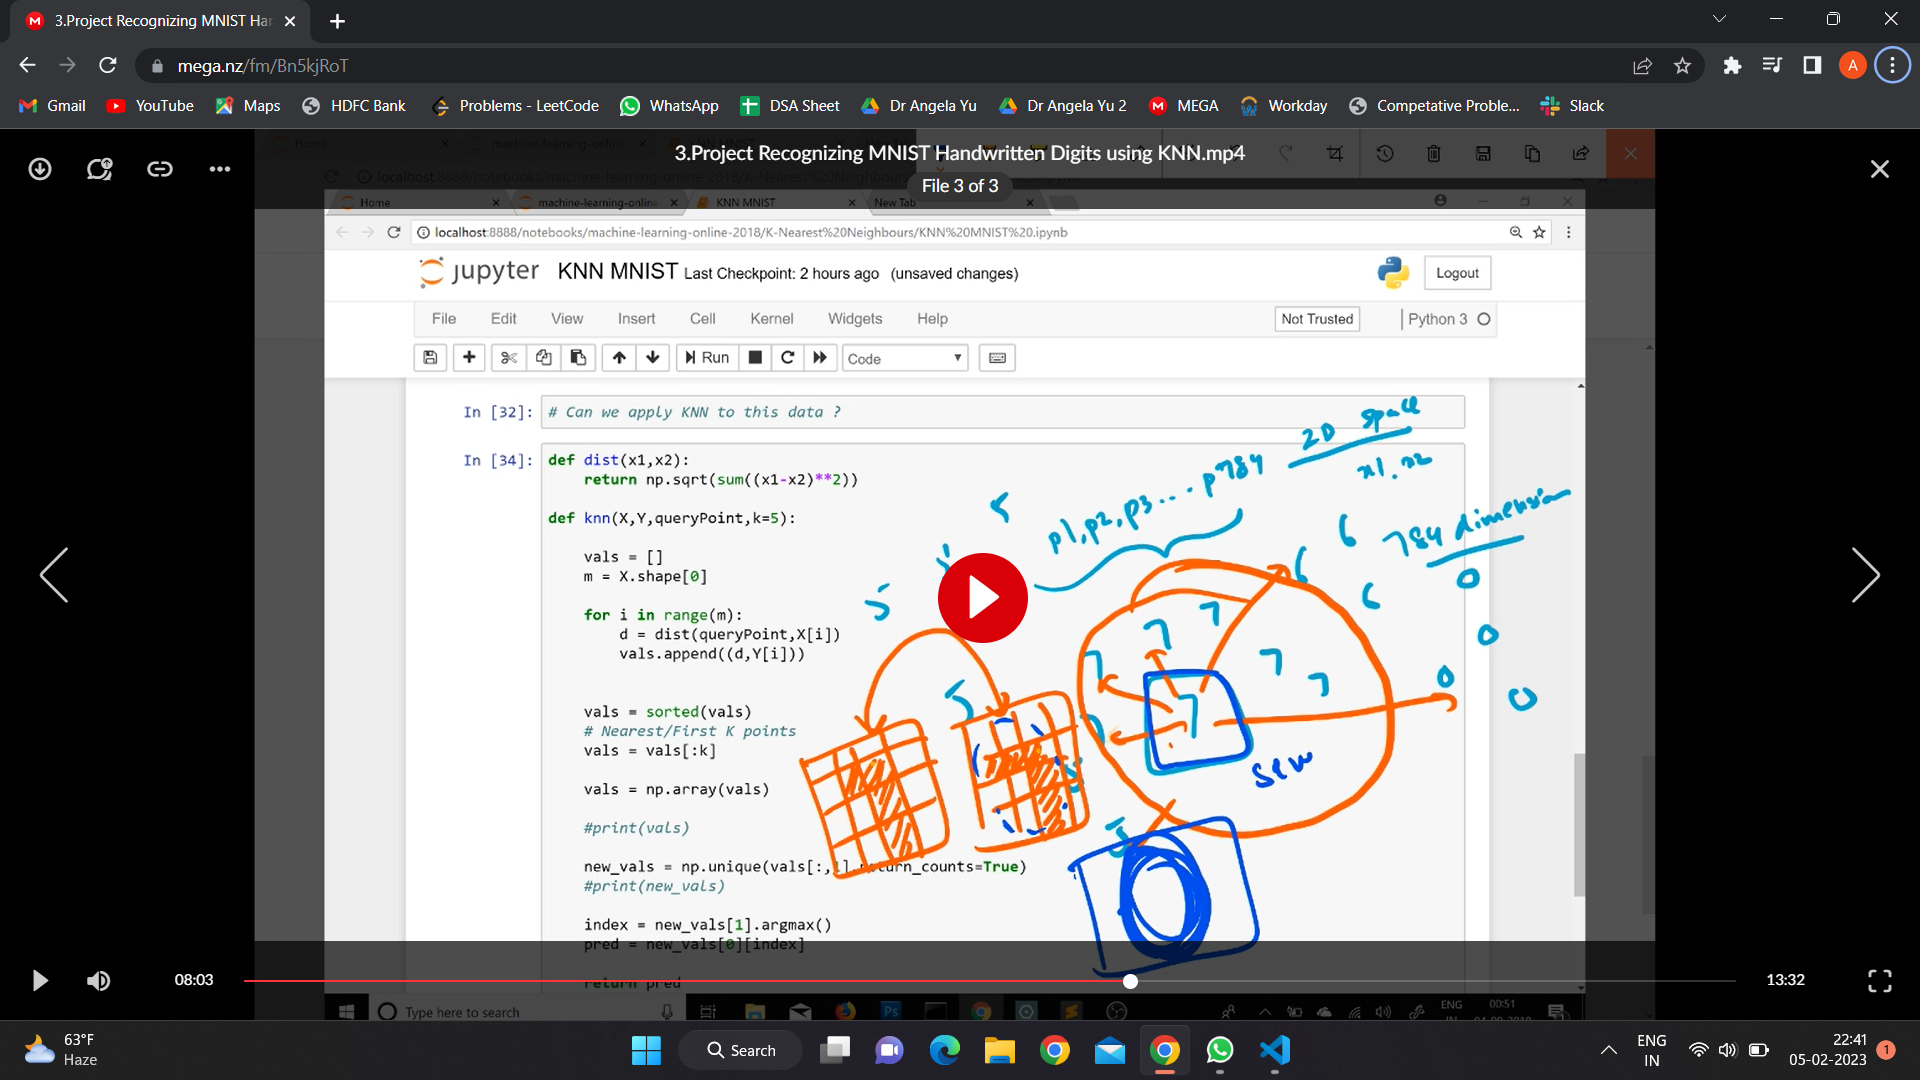 3.Project Recognizing MNIST Har
mega.nz/fm/Bn5kjRoT
A
Gmail YouTube Maps HDFC Bank Problems - LeetCode WhatsApp DSA Sheet Dr Angela Yu Dr Angela Yu 2 MEGA Workday Competative Proble... Slack
3.Project Recognizing MNIST Handwritten Digits using KNN.mp4
File 3 of 3
Home machine-learning-online KNN MNIST New Tab
localhost:8888/notebooks/machine-learning-online-2018/K-Nearest%20Neighbours/KNN%20MNIST%20.ipynb
jupyter KNN MNIST Last Checkpoint: 2 hours ago (unsaved changes) Logout
File Edit View Insert Cell Kernel Widgets Help Not Trusted Python 3
Run Code
In [32]: # Can we apply KNN to this data ?
2D space
x1, x2
In [34]: def dist(x1,x2):
return np.sqrt(sum((x1-x2)**2))
p1, p2, p3.... p784
784 dimension
def knn(X,Y,queryPoint,k=5):
vals = []
m = X.shape[0]
for i in range(m):
d = dist(queryPoint,X[i])
vals.append((d,Y[i]))
5 5 7 7 7 7 7 7 6 6 6 0 0 0 0
vals = sorted(vals)
# Nearest/First K points
vals = vals[:k]
vals = np.array(vals)
#print(vals)
new_vals = np.unique(vals[:,1],return_counts=True)
#print(new_vals)
index = new_vals[1].argmax()
pred = new_vals[0][index]
return pred
08:03 13:32
Type here to search Ps ENG 00:51
63°F
Haze
Search
ENG
IN
22:41
05-02-2023
1